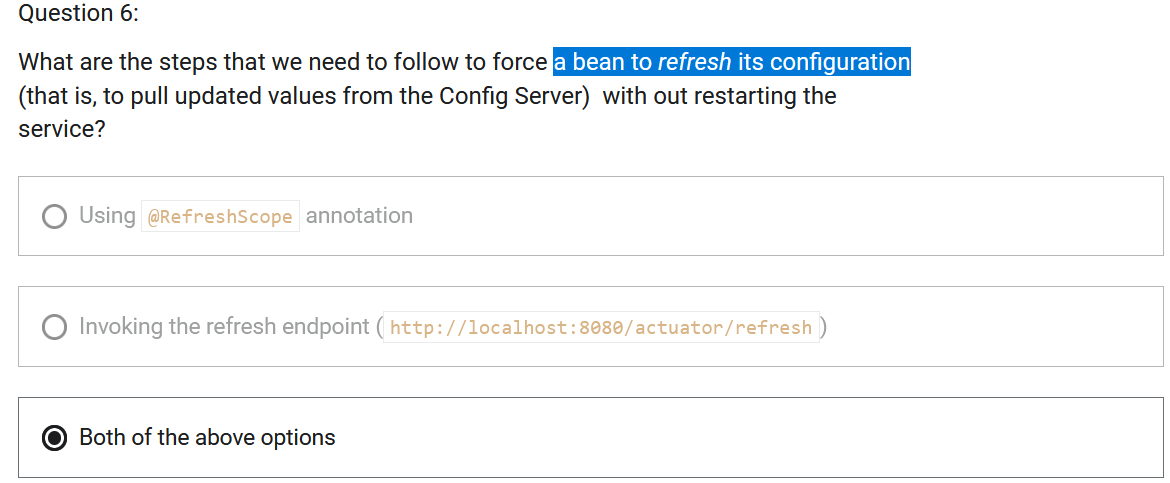 Question 6:
What are the steps that we need to follow to force a bean to refresh its configuration
(that is, to pull updated values from the Config Server)  with out restarting the
service?
Using @RefreshScope annotation
Invoking the refresh endpoint (http://localhost:8080/actuator/refresh)
Both of the above options